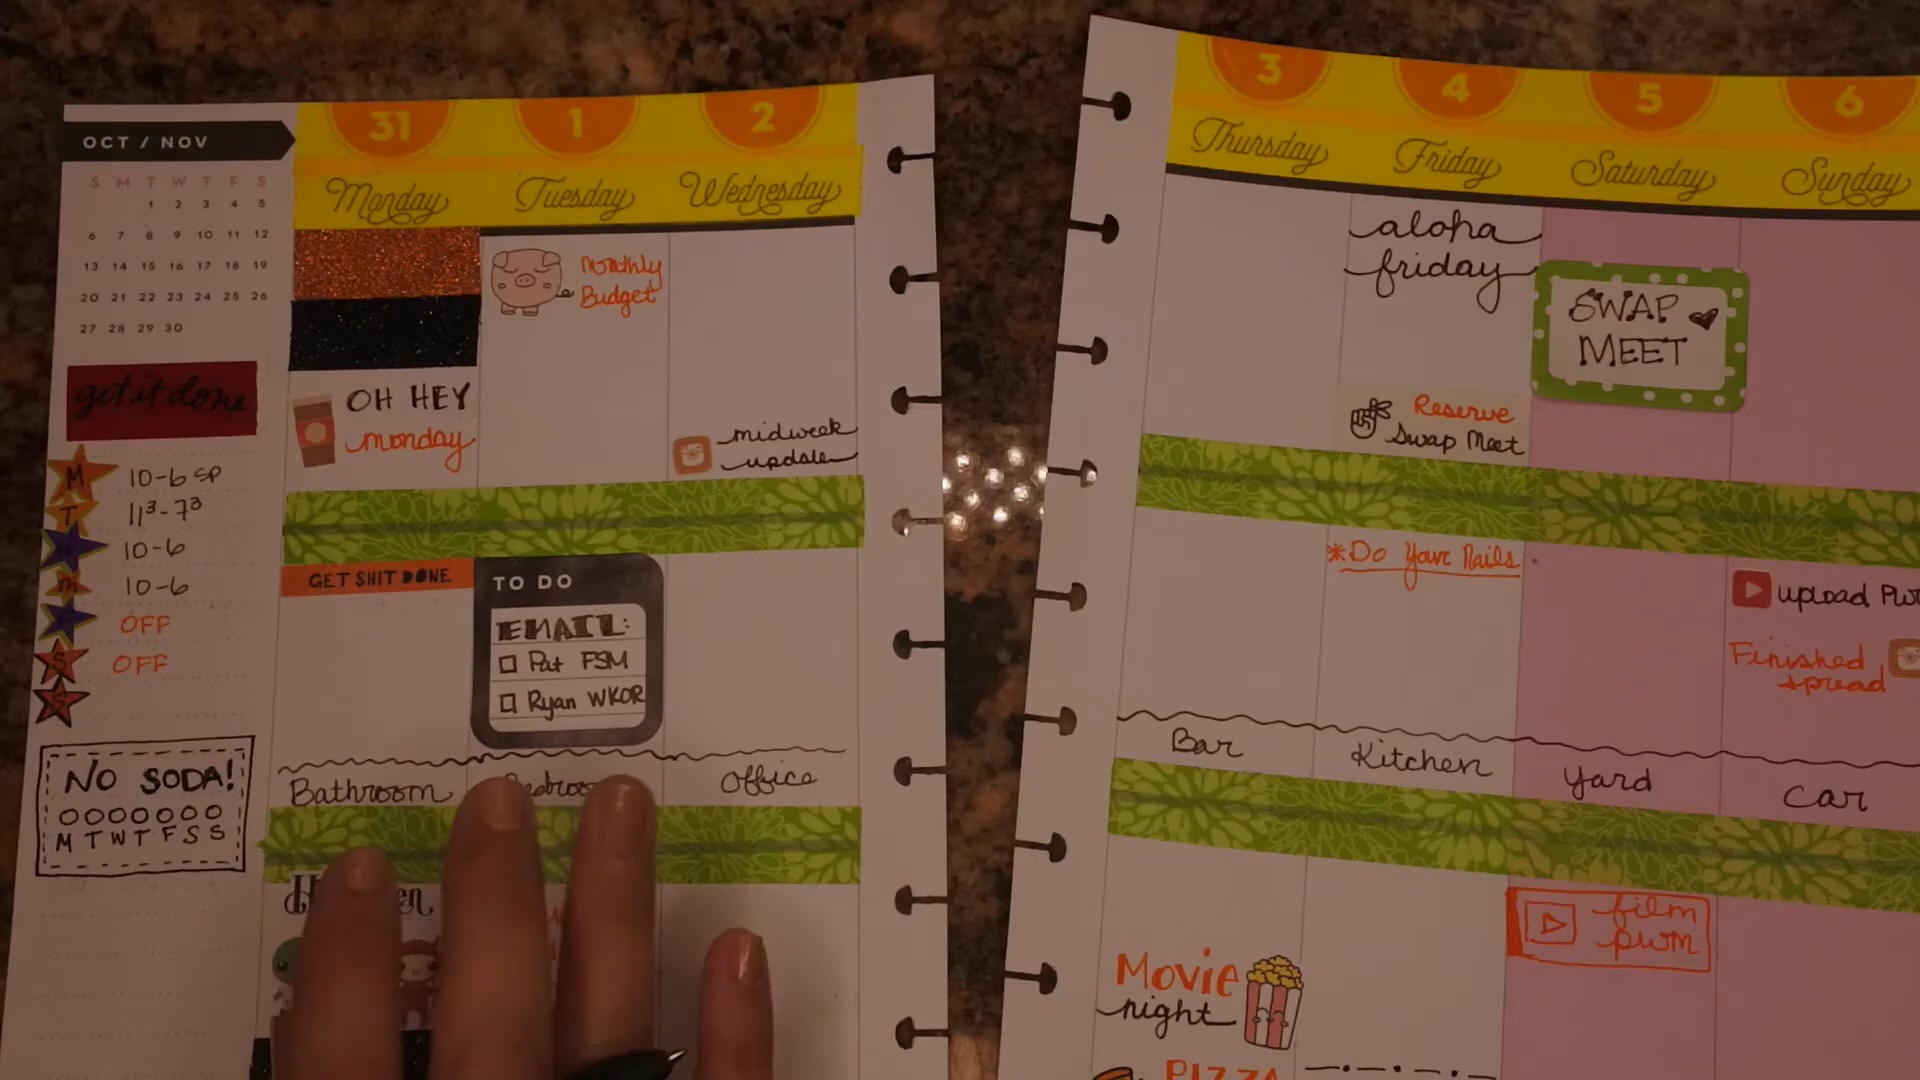 OCT / NOV
S M T W T F S
1 2 3 4 5
6 7 8 9 10 11 12
13 14 15 16 17 18 19
20 21 22 23 24 25 26
27 28 29 30
get it done
M 10-6 SP
T 11³-7³
10-6
m 10-6
F OFF
S OFF
S
NO SODA!
M T W T F S S
31
Monday
OH HEY
monday
GET SHIT DONE
Bathroom
1
Tuesday
Monthly
Budget
TO DO
EMAIL:
Pat FSM
Ryan WKOR
2
Wednesday
midweek
update
office
3
Thursday
Bar
Movie
night
PIZZA
4
Friday
aloha
friday
Reserve
Swap Meet
*Do Your Nails
Kitchen
5
Saturday
SWAP
MEET
yard
film
pwm
6
Sunday
upload
Finished
spread
car